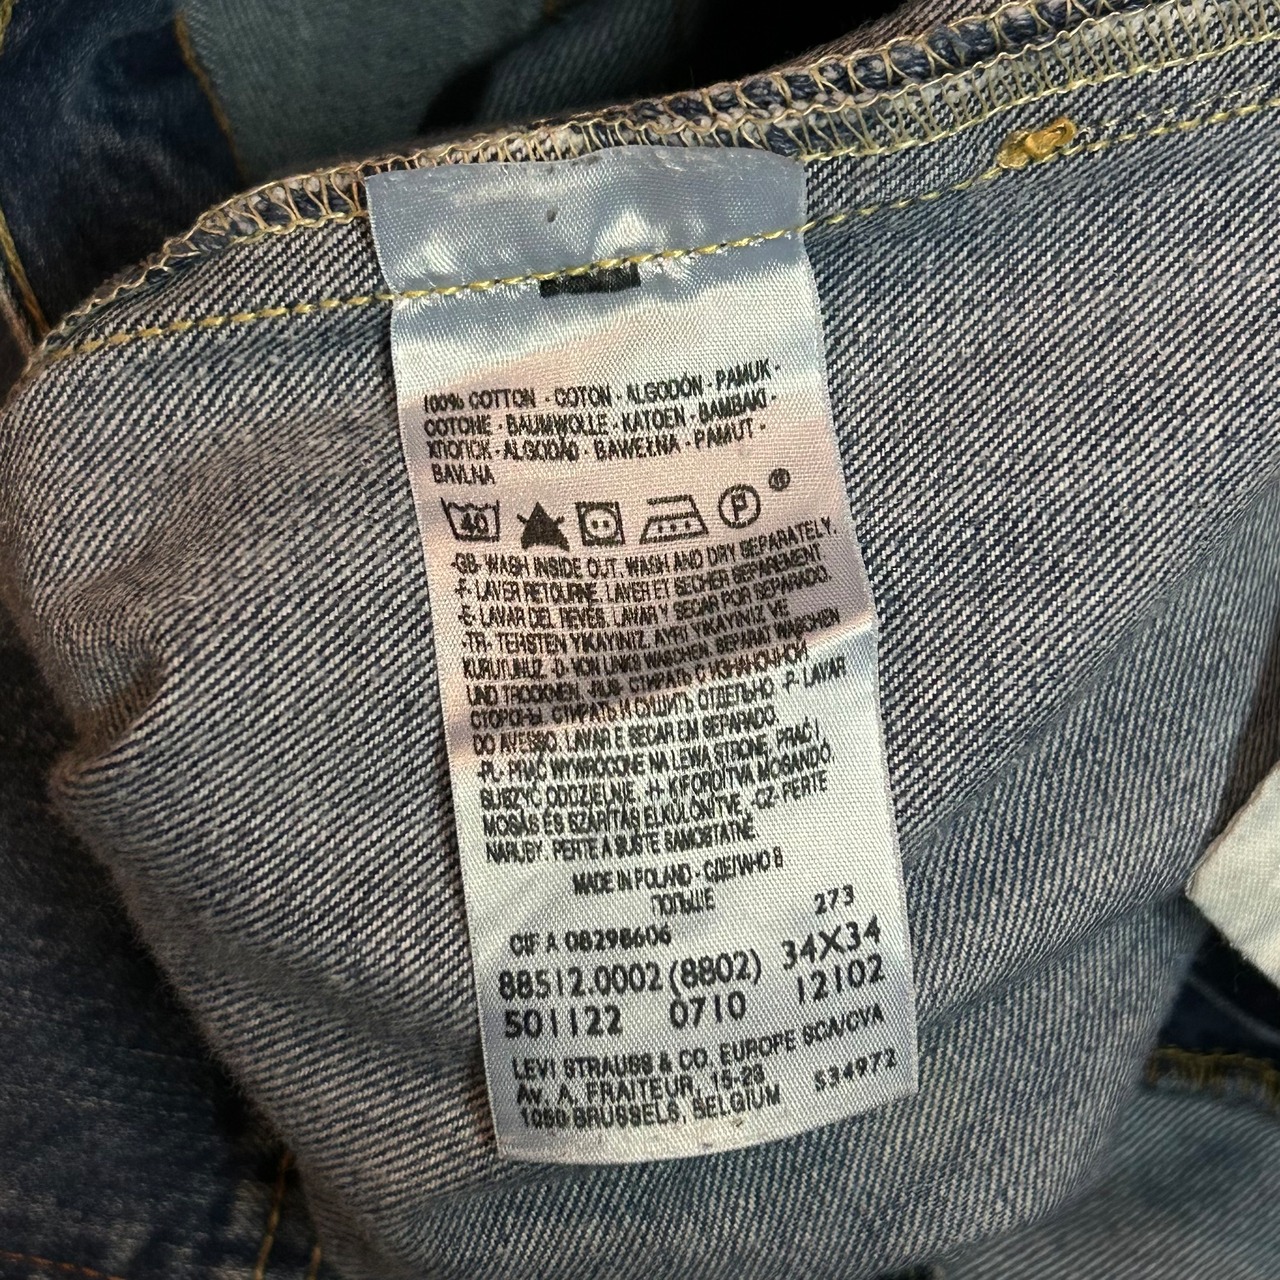 100% COTTON - COTON - ALGODÓN - PAMUK -
COTONE - BAUMWOLLE - KATOEN - BAMBAKI -
ХЛОПОК - ALGODÃO - BAWEŁNA - PAMUT -
BAVLNA
40 P ®
-GB- WASH INSIDE OUT. WASH AND DRY SEPARATELY.
-F- LAVER RETOURNE. LAVER ET SECHER SEPAREMENT
-E- LAVAR DEL REVÉS. LAVAR Y SECAR POR SEPARADO.
-TR- TERSTEN YIKAYINIZ. AYRI YIKAYINIZ VE
KURUTUNUZ. -D- VON LINKS WASCHEN. SEPARAT WASCHEN
UND TROCKNEN. -RUS- СТИРАТЬ С ИЗНАНОЧНОЙ
СТОРОНЫ. СТИРАТЬ И СУШИТЬ ОТДЕЛЬНО -P- LAVAR
DO AVESSO. LAVAR E SECAR EM SEPARADO.
-PL- PRAĆ WYWRÓCONE NA LEWĄ STRONĘ, PRAĆ I
SUSZYĆ ODDZIELNIE. -H- KIFORDÍTVA MOSANDÓ.
MOSÁS ÉS SZÁRÍTÁS ELKÜLÖNÍTVE. -CZ- PERTE
NARUBY. PERTE A SUŠTE SAMOSTATNĚ.
MADE IN POLAND - СДЕЛАНО В
ПОЛЬШЕ
273
CIF A 08298606
88512.0002 (8802) 34X34
501122 0710 12102
LEVI STRAUSS & CO. EUROPE SCA/CVA
AV. A. FRAITEUR, 15-23
1050 BRUSSELS, BELGIUM S34972